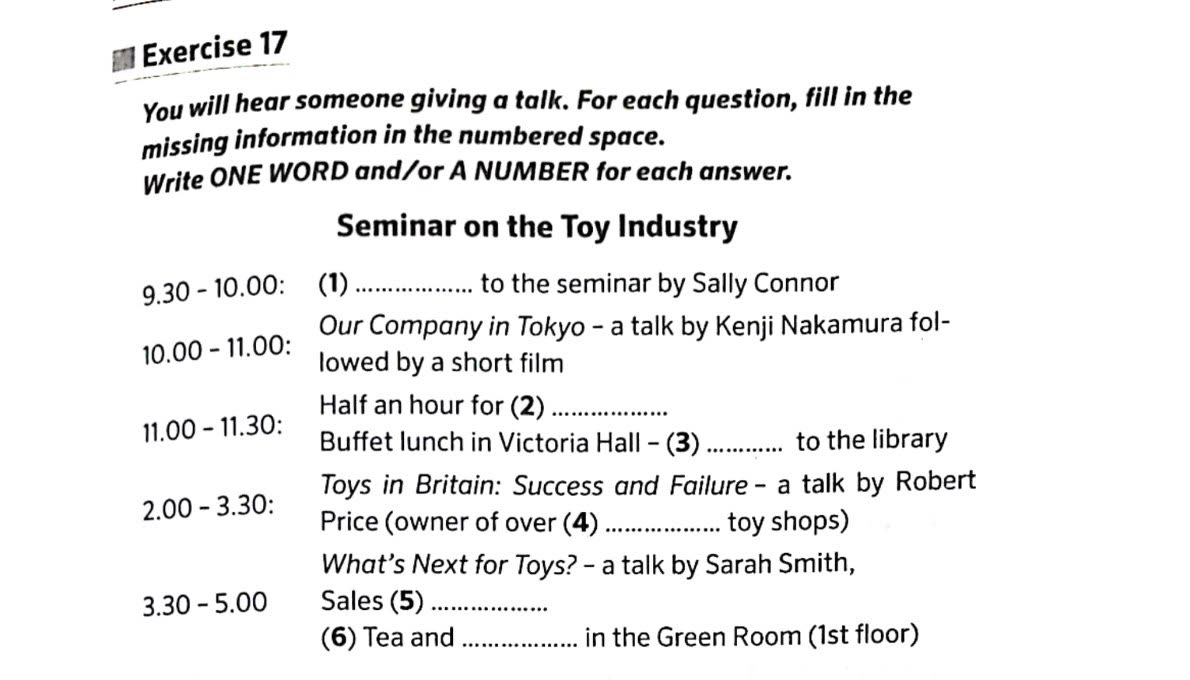 Exercise 17
You will hear someone giving a talk. For each question, fill in the
missing information in the numbered space.
Write ONE WORD and/or A NUMBER for each answer.
Seminar on the Toy Industry
9.30 – 10.00: (1) .................. to the seminar by Sally Connor
10.00 – 11.00: Our Company in Tokyo – a talk by Kenji Nakamura fol-
lowed by a short film
11.00 – 11.30: Half an hour for (2) ..................
Buffet lunch in Victoria Hall – (3) ............ to the library
2.00 – 3.30: Toys in Britain: Success and Failure – a talk by Robert
Price (owner of over (4) .................. toy shops)
What's Next for Toys? – a talk by Sarah Smith,
3.30 – 5.00 Sales (5) ..................
(6) Tea and .................. in the Green Room (1st floor)